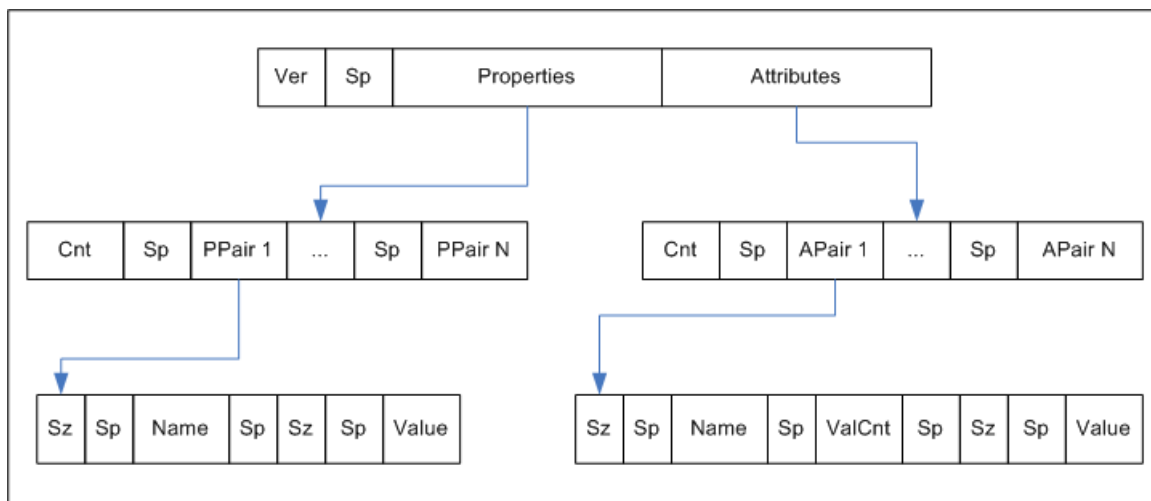 Ver Sp Properties Attributes
Cnt Sp PPair 1 ... Sp PPair N
Cnt Sp APair 1 ... Sp APair N
Sz Sp Name Sp Sz Sp Value
Sz Sp Name Sp ValCnt Sp Sz Sp Value